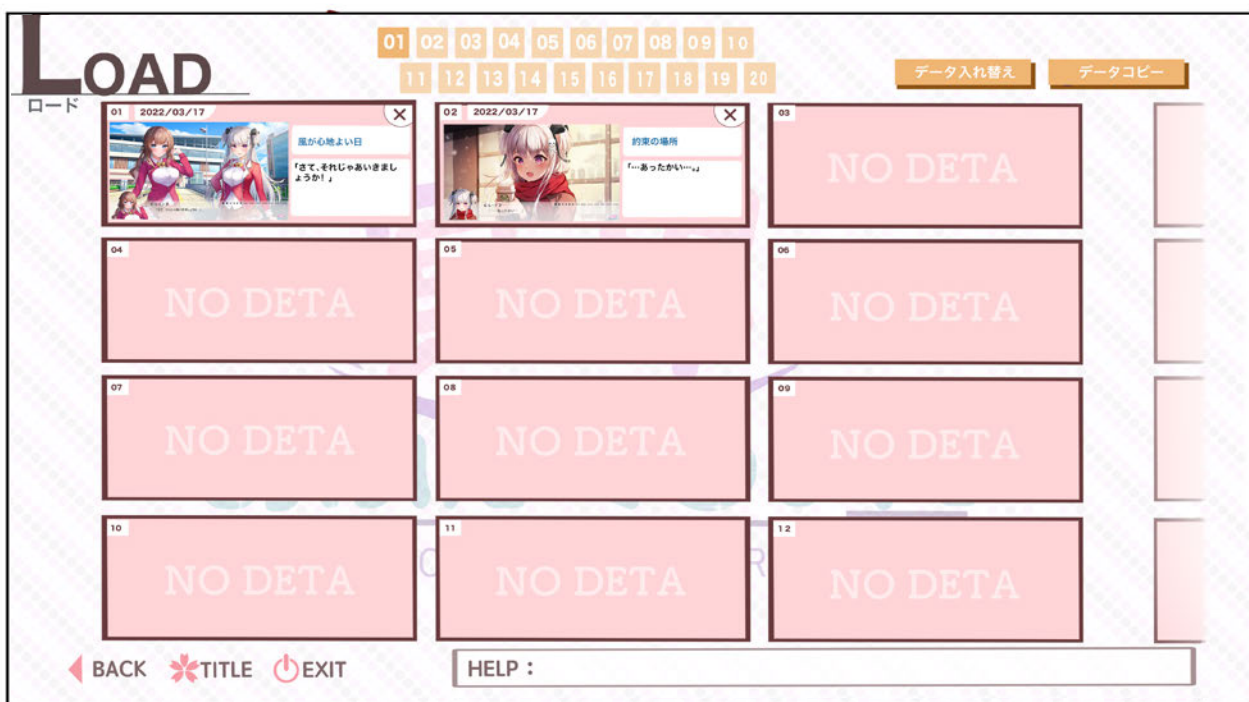 LOAD
ロード
01 02 03 04 05 06 07 08 09 10
11 12 13 14 15 16 17 18 19 20
データ入れ替え データコピー
01 2022/03/17
風が心地よい日
「さて、それじゃあいきまし
ょうか！」
02 2022/03/17
約束の場所
「…あったかい…。」
03
NO DETA
04
NO DETA
05
NO DETA
06
NO DETA
07
NO DETA
08
NO DETA
09
NO DETA
10
NO DETA
11
NO DETA
12
NO DETA
BACK TITLE EXIT
HELP：